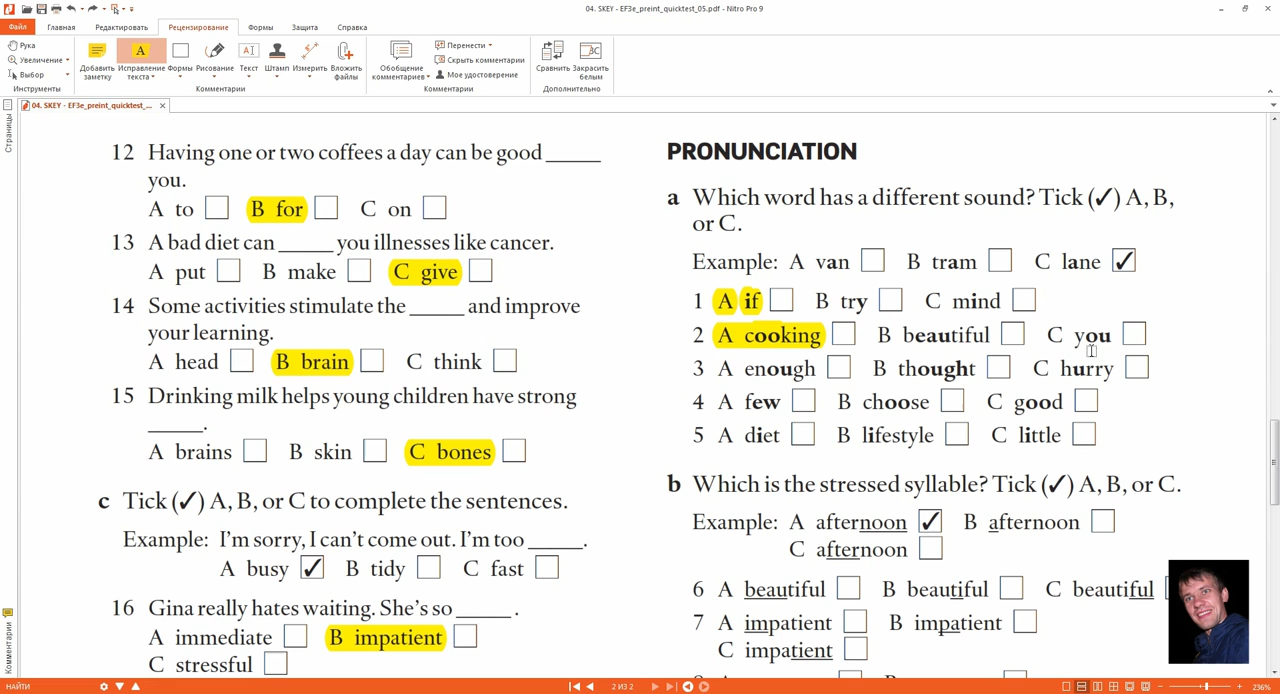 04. SKEY - EF3e_preint_quicktest_05.pdf - Nitro Pro 9
Файл Главная Редактировать Рецензирование Формы Защита Справка
Рука
Увеличение
Выбор
Инструменты
Добавить заметку
Исправление текста
Формы
Рисование
Текст
Штамп
Измерить
Вложить файлы
Комментарии
Обобщение комментариев
Перенести
Скрыть комментарии
Мое удостоверение
Комментарии
Сравнить
Закрасить белым
Дополнительно
04. SKEY - EF3e_preint_quicktest_...
Страницы
Комментарии
12 Having one or two coffees a day can be good _____
you.
A to B for C on
13 A bad diet can _____ you illnesses like cancer.
A put B make C give
14 Some activities stimulate the _____ and improve
your learning.
A head B brain C think
15 Drinking milk helps young children have strong
_____.
A brains B skin C bones
c Tick (✓) A, B, or C to complete the sentences.
Example: I'm sorry, I can't come out. I'm too _____.
A busy ✓ B tidy C fast
16 Gina really hates waiting. She's so _____ .
A immediate B impatient
C stressful
PRONUNCIATION
a Which word has a different sound? Tick (✓) A, B,
or C.
Example: A van B tram C lane ✓
1 A if B try C mind
2 A cooking B beautiful C you
3 A enough B thought C hurry
4 A few B choose C good
5 A diet B lifestyle C little
b Which is the stressed syllable? Tick (✓) A, B, or C.
Example: A afternoon ✓ B afternoon
C afternoon
6 A beautiful B beautiful C beautiful
7 A impatient B impatient
C impatient
НАЙТИ
2 ИЗ 2
236%